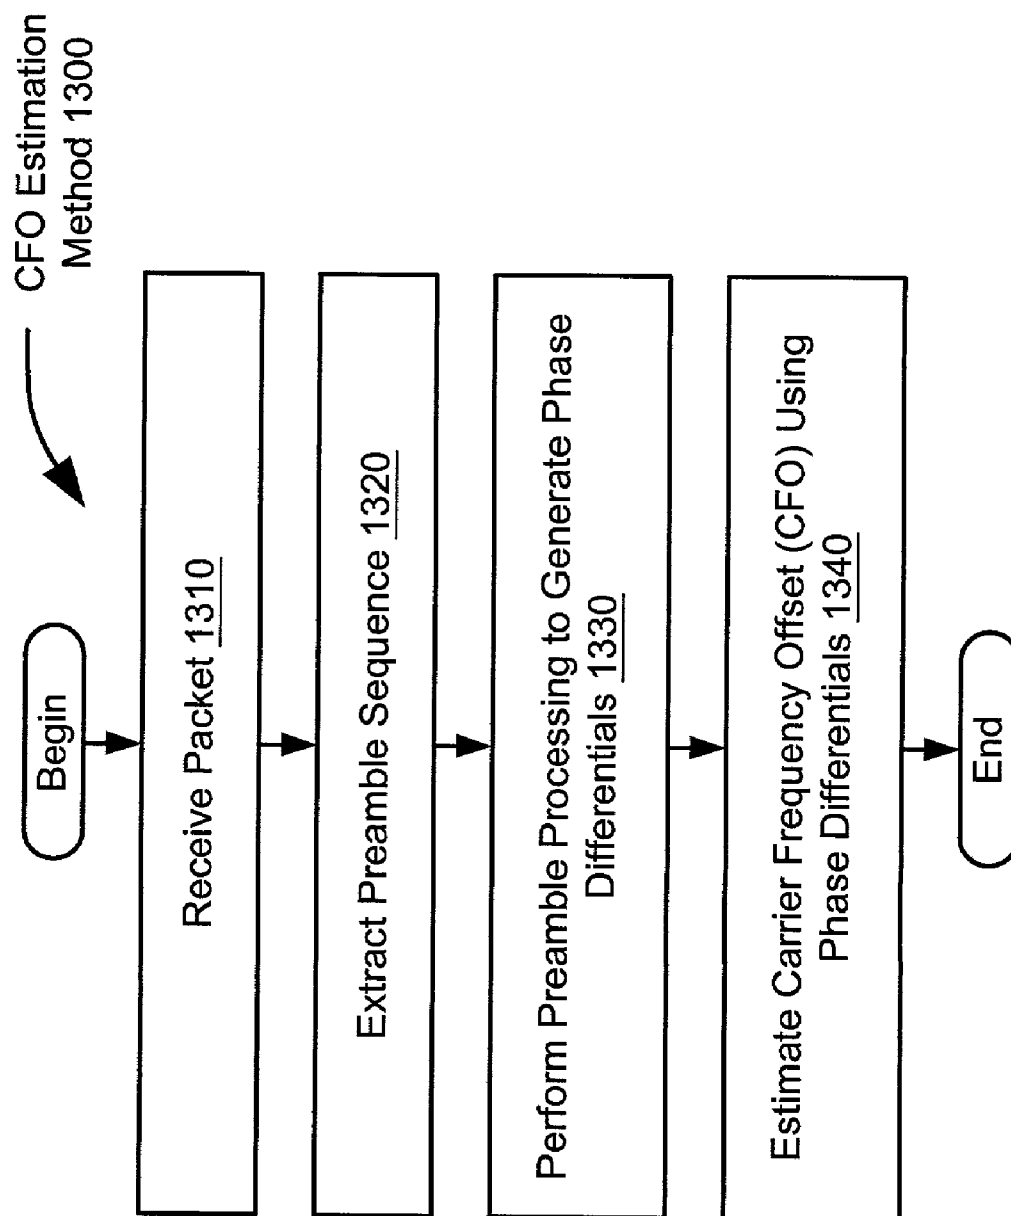 CFO Estimation
Method 1300
Begin
Receive Packet 1310
Extract Preamble Sequence 1320
Perform Preamble Processing to Generate Phase
Differentials 1330
Estimate Carrier Frequency Offset (CFO) Using
Phase Differentials 1340
End